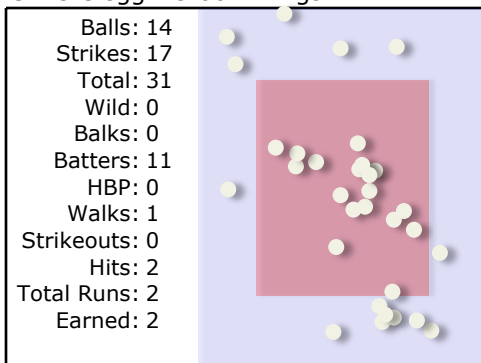 Balls: 14
Strikes: 17
Total: 31
Wild: 0
Balks: 0
Batters: 11
HBP: 0
Walks: 1
Strikeouts: 0
Hits: 2
Total Runs: 2
Earned: 2